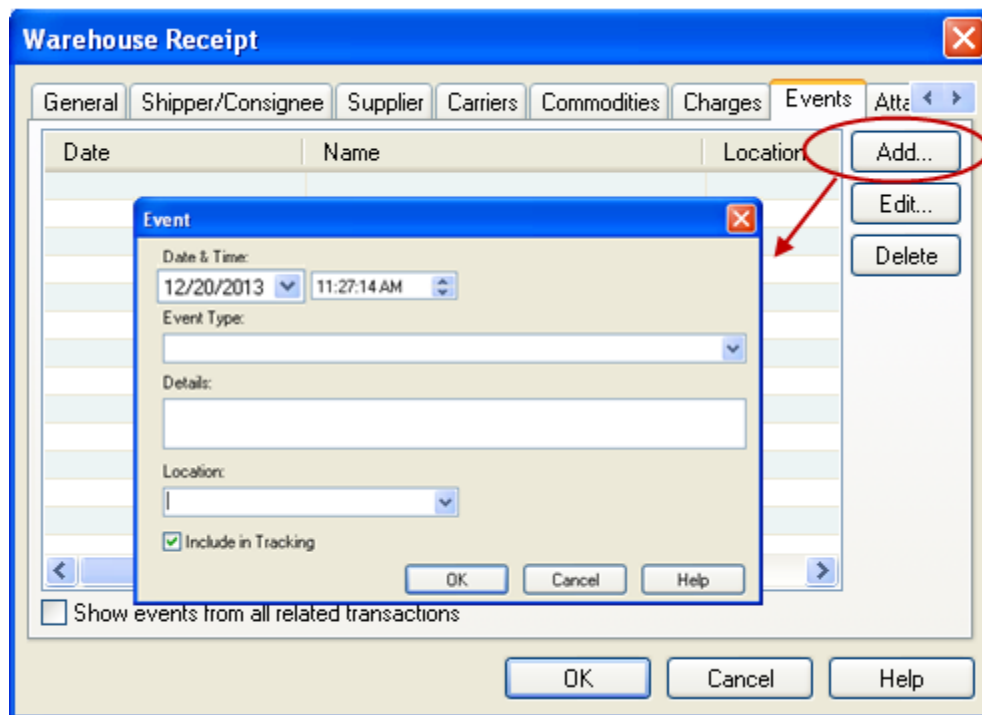 Warehouse Receipt
General Shipper/Consignee Supplier Carriers Commodities Charges Events Atta
Date Name Location Add...
Edit...
Delete
Event
Date & Time:
12/20/2013 11:27:14 AM
Event Type:
Details:
Location:
Include in Tracking
OK Cancel Help
Show events from all related transactions
OK Cancel Help